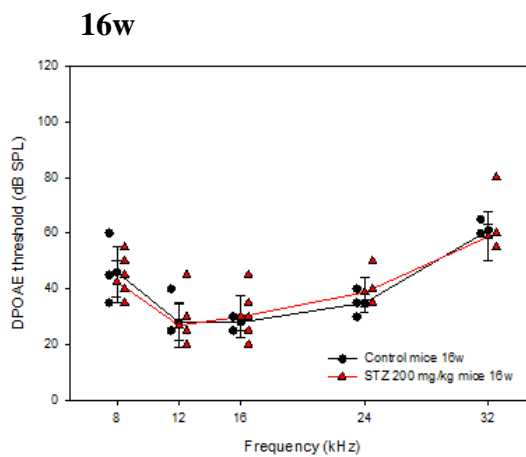 16w
120
100
80
60
40
20
0
DPOAE threshold (dB SPL)
Control mice 16w
STZ 200 mg/kg mice 16w
8 12 16 24 32
Frequency (kHz)